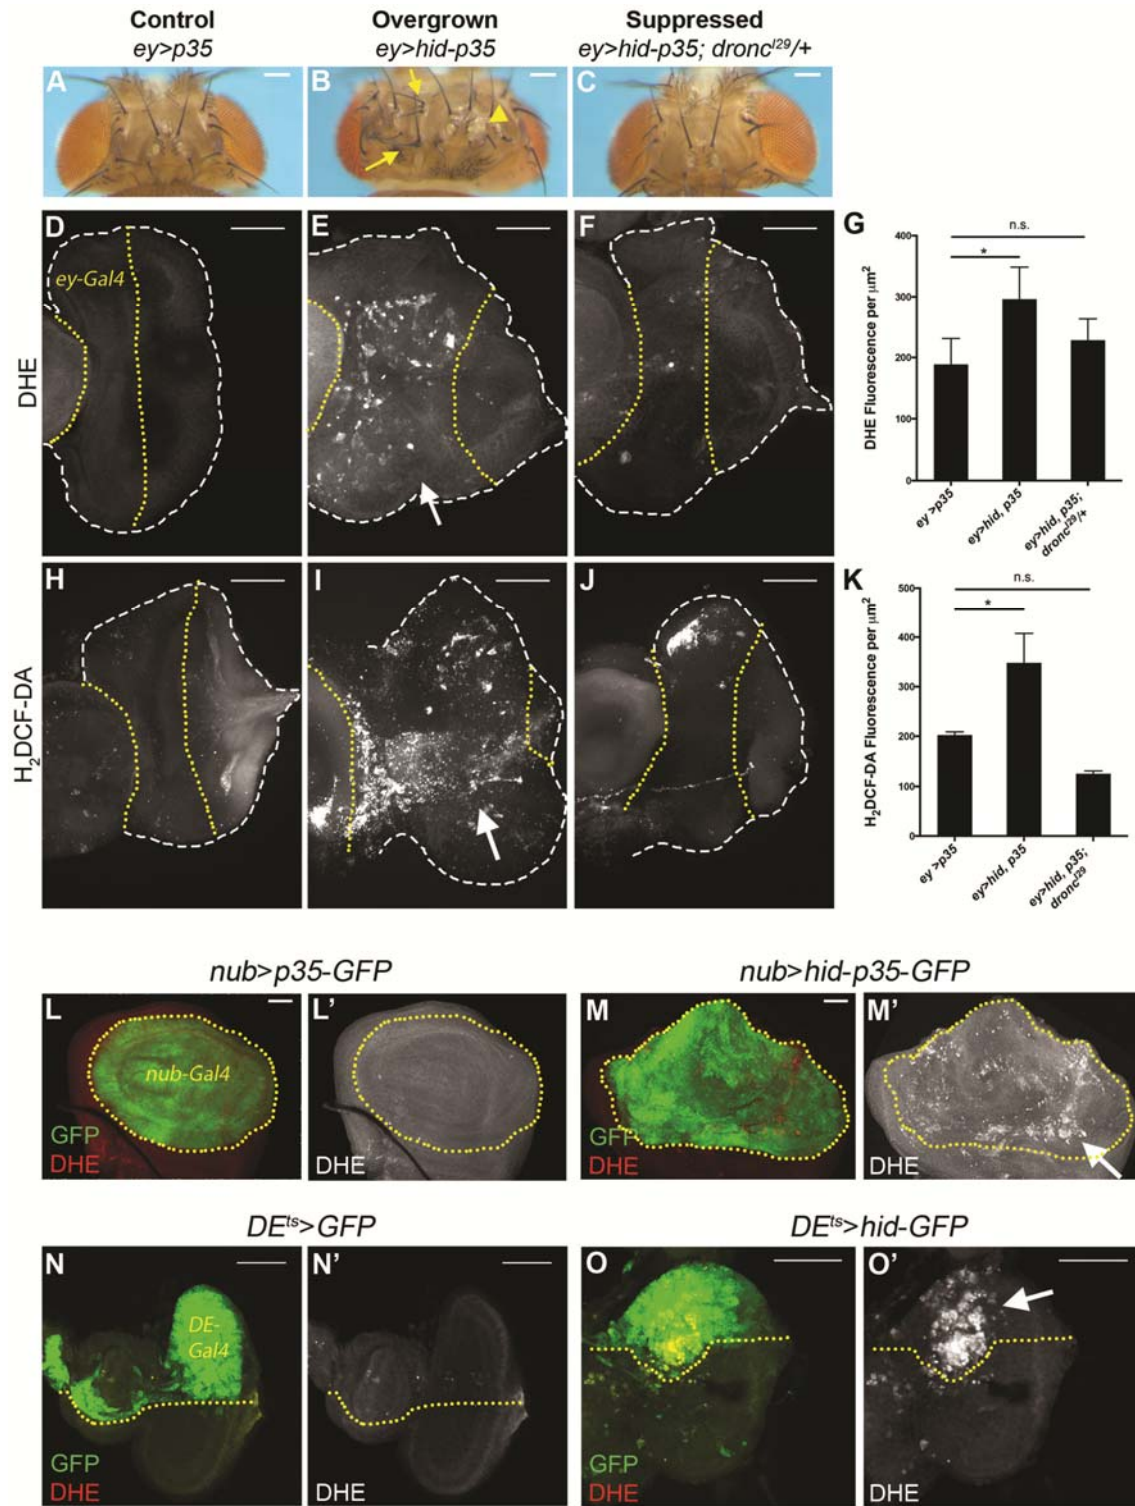 Control
ey>p35
Overgrown
ey>hid-p35
Suppressed
ey>hid-p35; droncI29/+
A
B
C
DHE
D
ey-Gal4
E
F
G
400
300
200
100
0
DHE Fluorescence per µm2
n.s.
*
ey >p35
ey>hid, p35
ey>hid, p35;
droncI29/+
H2DCF-DA
H
I
J
K
500
400
300
200
100
0
H2DCF-DA Fluorescence per µm2
n.s.
*
ey >p35
ey>hid, p35
ey>hid, p35;
droncI29
nub>p35-GFP
nub>hid-p35-GFP
L
nub-Gal4
GFP
DHE
L'
DHE
M
GFP
DHE
M'
DHE
DEts>GFP
DEts>hid-GFP
N
DE-
Gal4
GFP
DHE
N'
DHE
O
GFP
DHE
O'
DHE